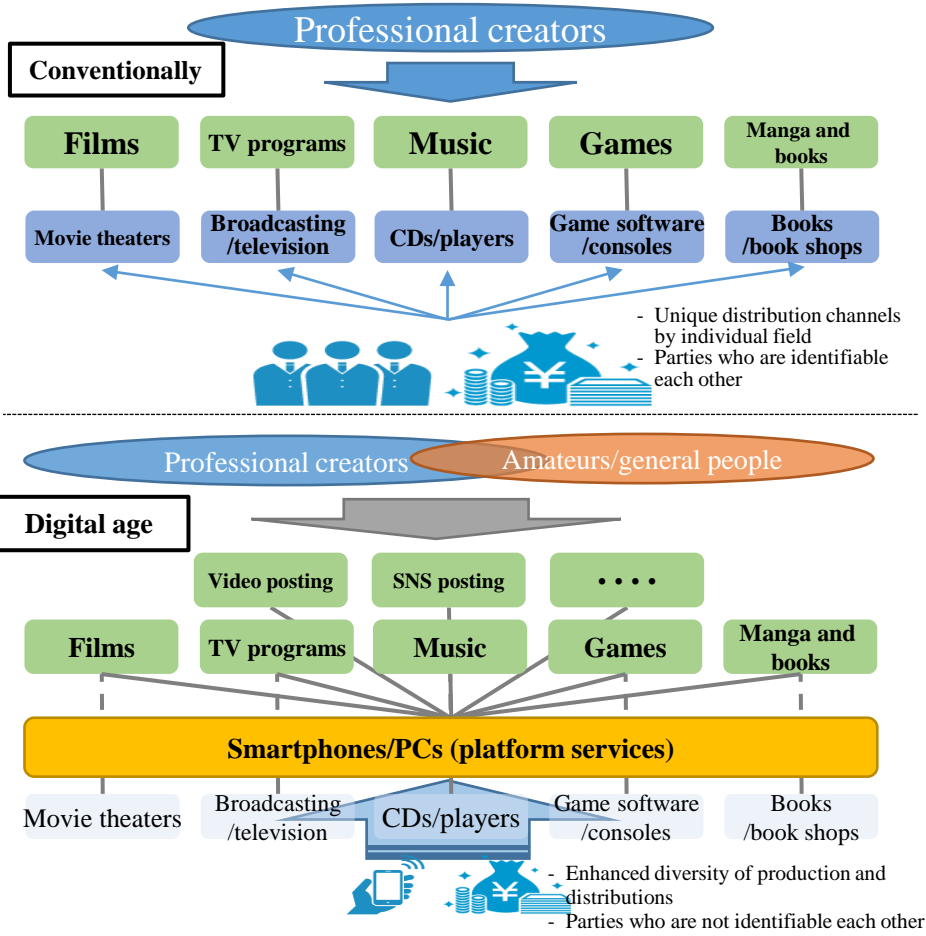 Professional creators
Conventionally
Films
TV programs
Music
Games
Manga and
books
Movie theaters
Broadcasting
/television
CDs/players
Game software
/consoles
Books
/book shops
- Unique distribution channels
by individual field
- Parties who are identifiable
each other
¥
Professional creators
Amateurs/general people
Digital age
Video posting
SNS posting
・・・・
Films
TV programs
Music
Games
Manga and
books
Smartphones/PCs (platform services)
Movie theaters
Broadcasting
/television
CDs/players
Game software
/consoles
Books
/book shops
¥
- Enhanced diversity of production and
distributions
- Parties who are not identifiable each other